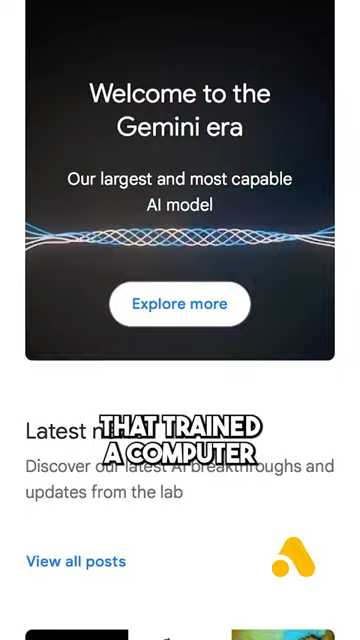 Welcome to the
Gemini era
Our largest and most capable
AI model
Explore more
Latest
THAT TRAINED
A COMPUTER
Discover our latest AI breakthroughs and
updates from the lab
View all posts